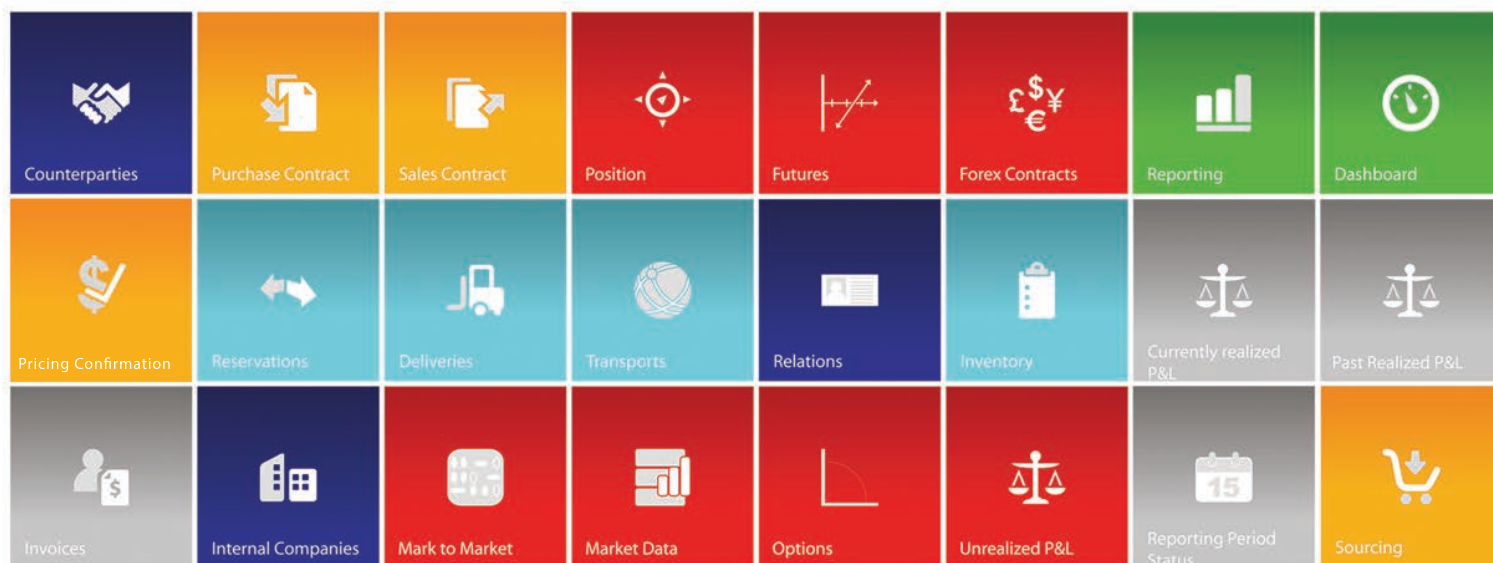 Counterparties
Purchase Contract
Sales Contract
Position
Futures
£ $ ¥
€
Forex Contracts
Reporting
Dashboard
$
Pricing Confirmation
Reservations
Deliveries
Transports
Relations
Inventory
Currently realized
P&L
Past Realized P&L
$
Invoices
Internal Companies
Mark to Market
Market Data
Options
Unrealized P&L
15
Reporting Period
Status
Sourcing